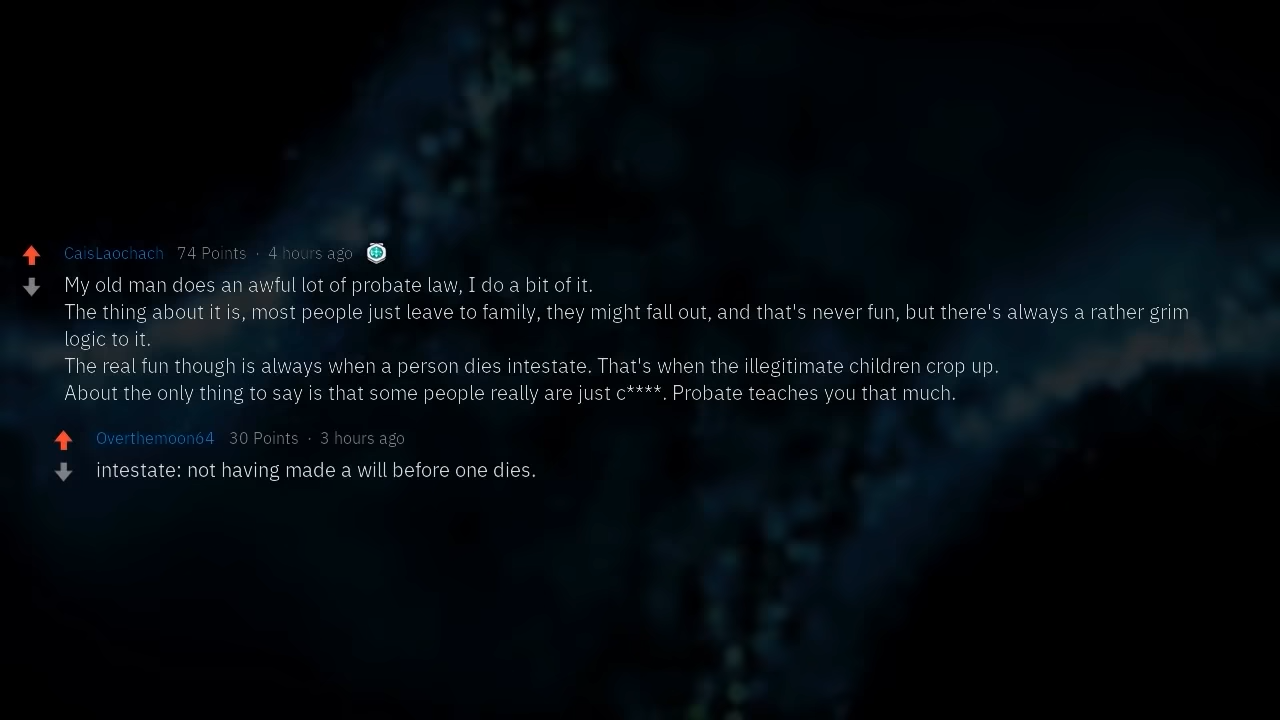 CaisLaochach 74 Points · 4 hours ago
My old man does an awful lot of probate law, I do a bit of it.
The thing about it is, most people just leave to family, they might fall out, and that's never fun, but there's always a rather grim
logic to it.
The real fun though is always when a person dies intestate. That's when the illegitimate children crop up.
About the only thing to say is that some people really are just c****. Probate teaches you that much.
Overthemoon64 30 Points · 3 hours ago
intestate: not having made a will before one dies.